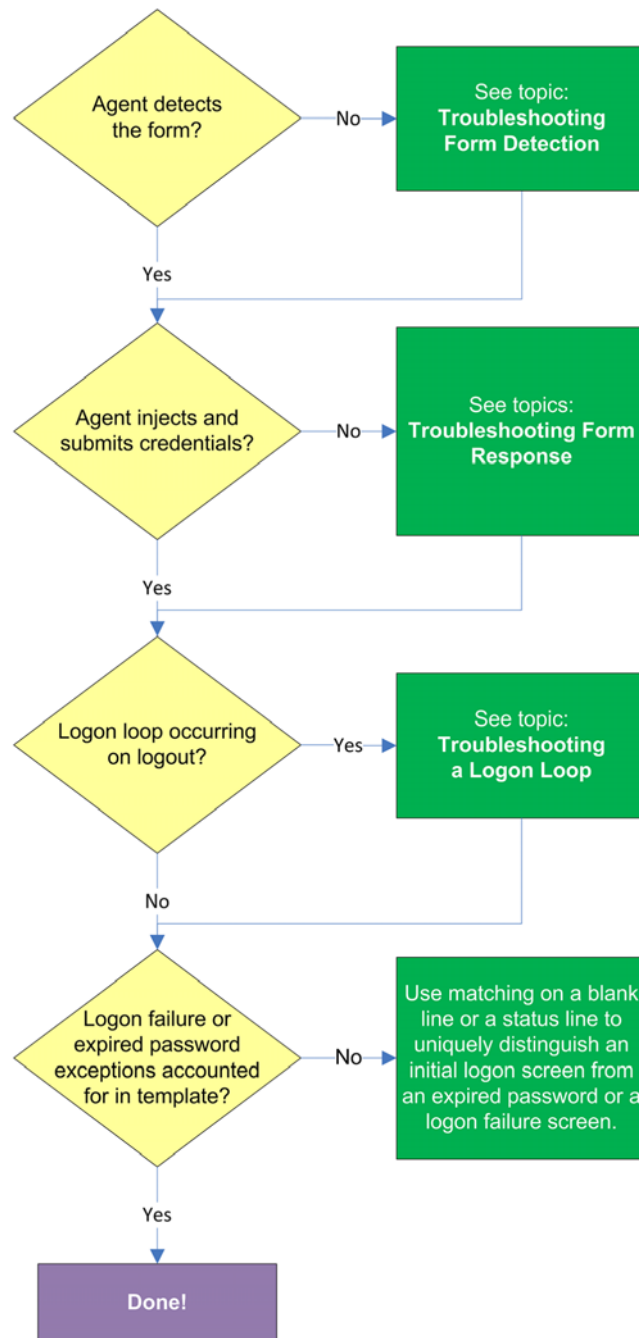 Agent detects
the form?
No
See topic:
Troubleshooting
Form Detection
Yes
Agent injects and
submits credentials?
No
See topics:
Troubleshooting Form
Response
Yes
Logon loop occurring
on logout?
Yes
See topic:
Troubleshooting
a Logon Loop
No
Logon failure or
expired password
exceptions accounted
for in template?
No
Use matching on a blank
line or a status line to
uniquely distinguish an
initial logon screen from
an expired password or a
logon failure screen.
Yes
Done!